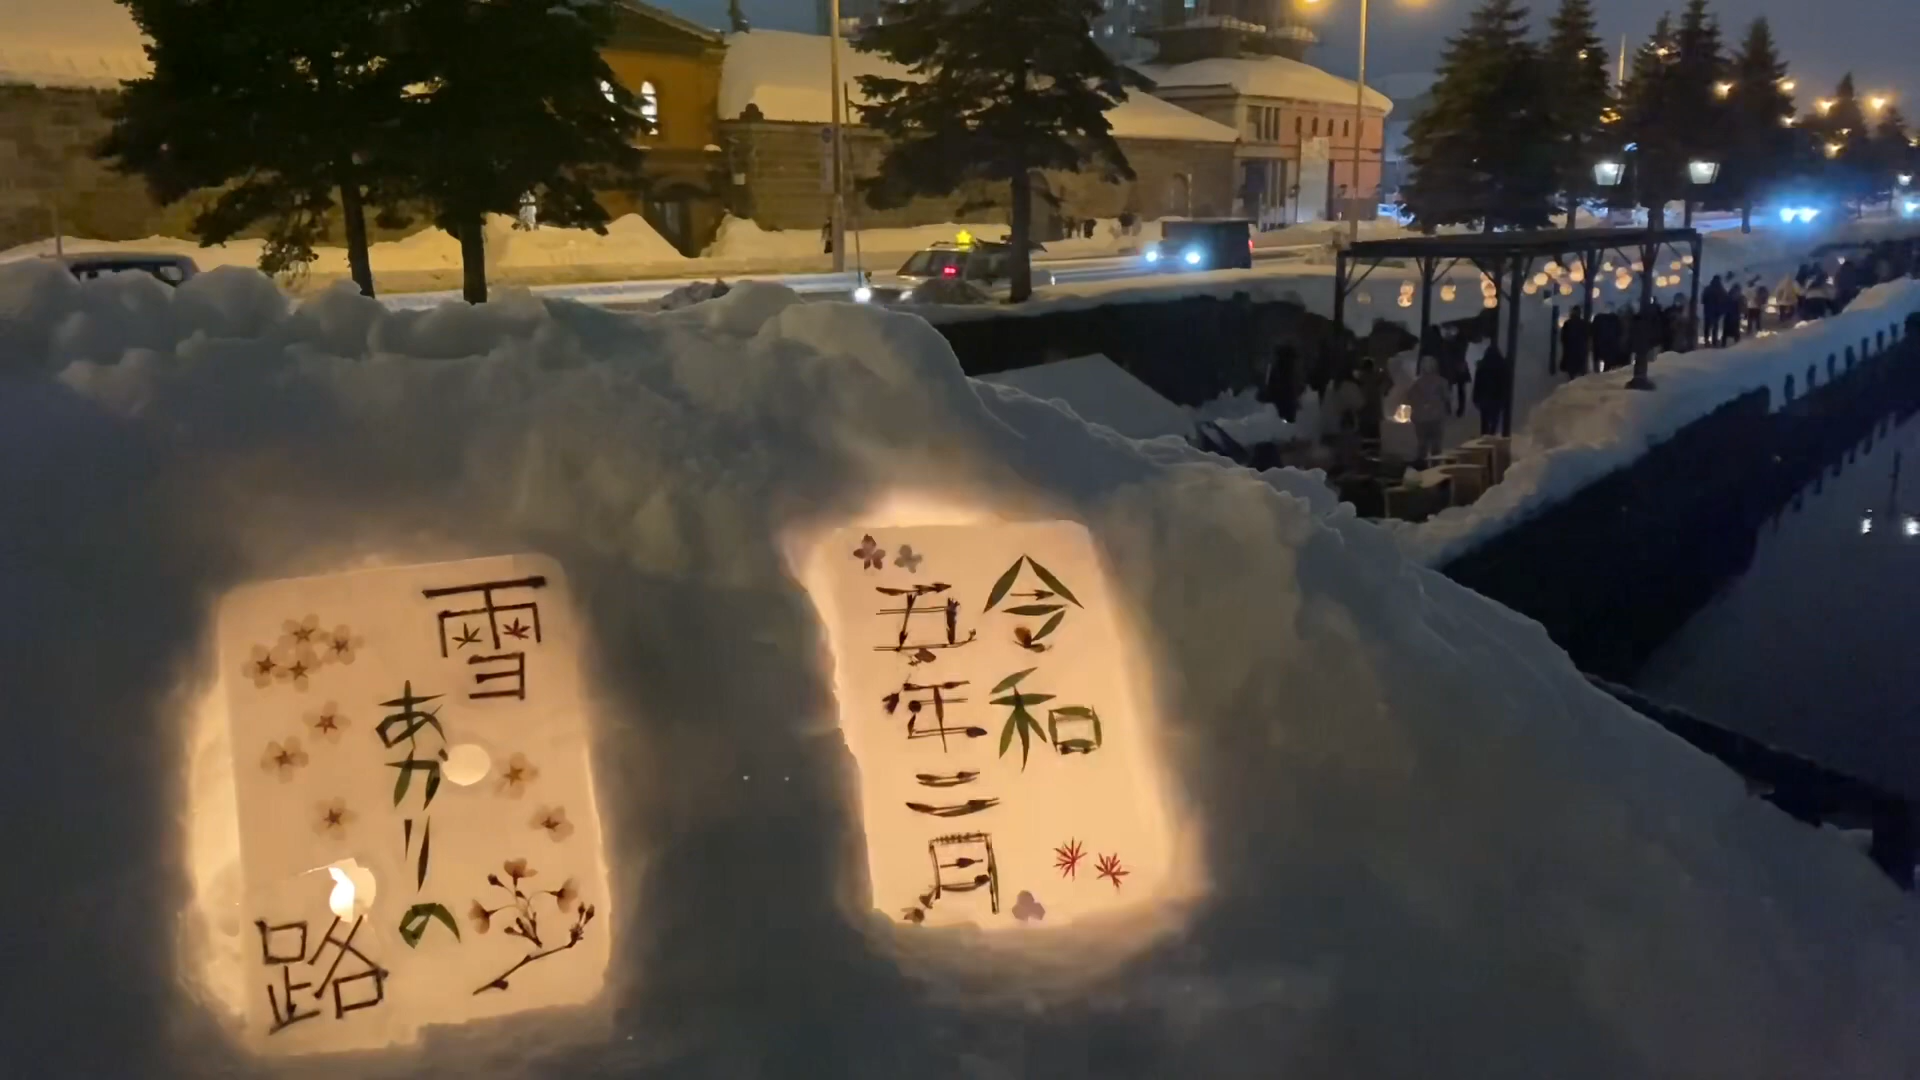 雪
あかりの
路
令和
五年二月